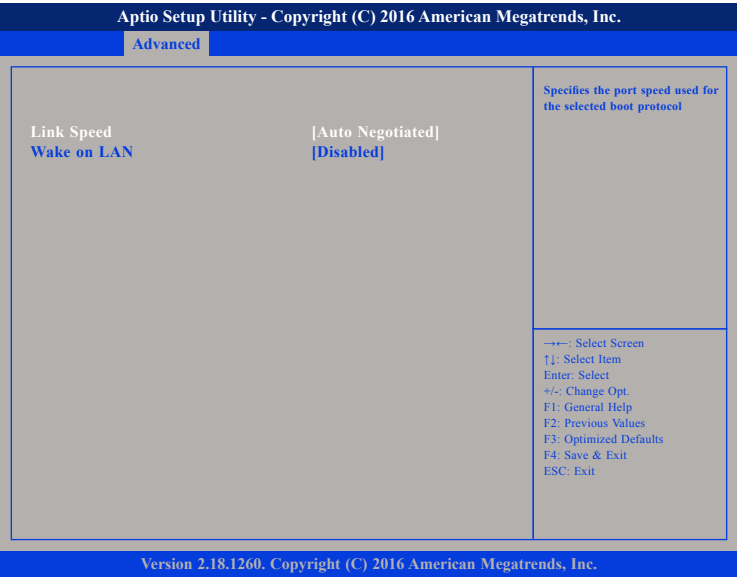 Aptio Setup Utility - Copyright (C) 2016 American Megatrends, Inc.
Advanced
Link Speed [Auto Negotiated]
Wake on LAN [Disabled]
Specifies the port speed used for
the selected boot protocol
→←: Select Screen
↑↓: Select Item
Enter: Select
+/-: Change Opt.
F1: General Help
F2: Previous Values
F3: Optimized Defaults
F4: Save & Exit
ESC: Exit
Version 2.18.1260. Copyright (C) 2016 American Megatrends, Inc.